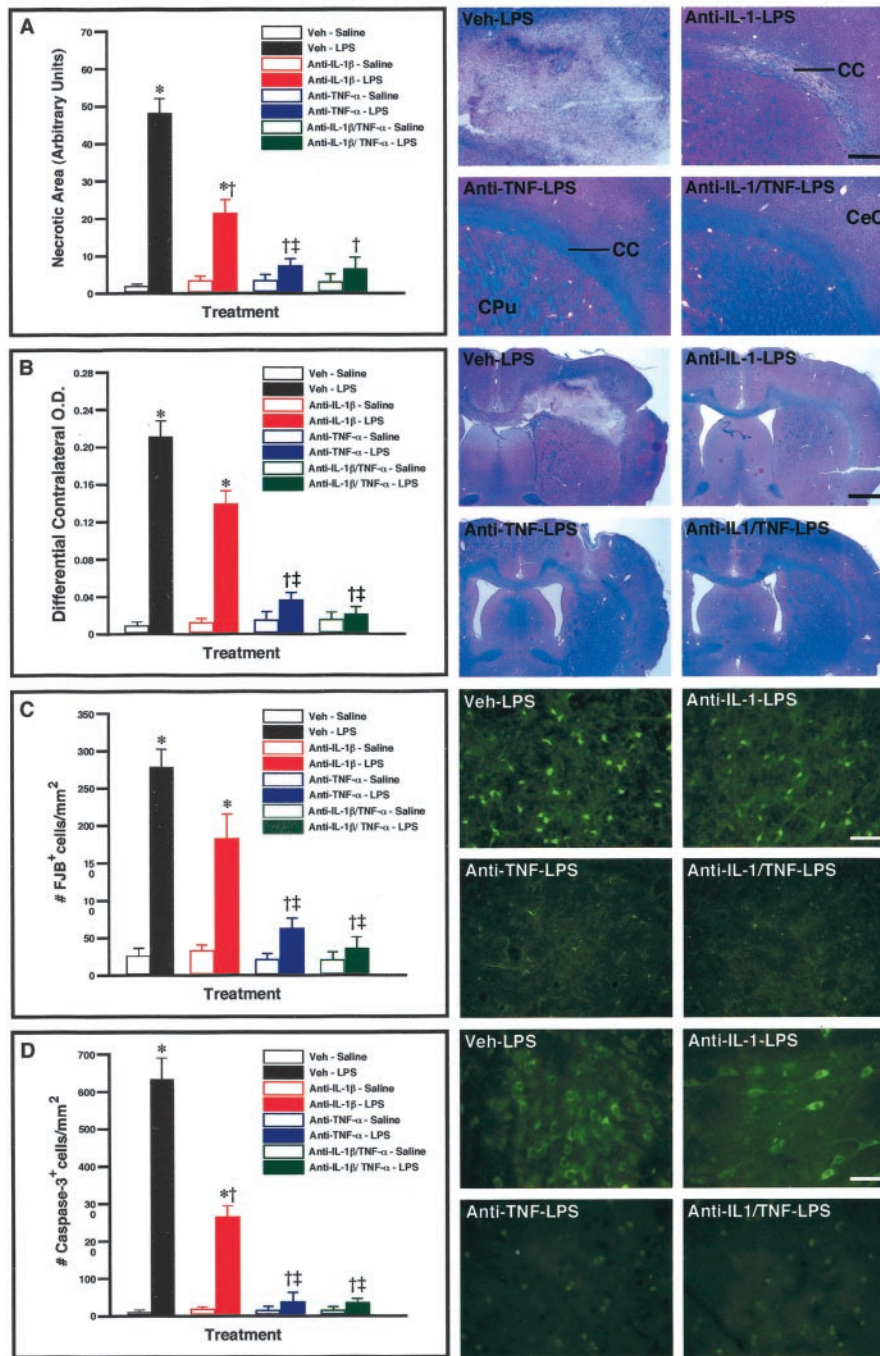 A
Necrotic Area (Arbitrary Units)
70
60
50
40
30
20
10
0
*
*†
†‡
†
Veh - Saline
Veh - LPS
Anti-IL-1β - Saline
Anti-IL-1β - LPS
Anti-TNF-α - Saline
Anti-TNF-α - LPS
Anti-IL-1β/TNF-α - Saline
Anti-IL-1β/ TNF-α - LPS
Treatment
Veh-LPS
Anti-IL-1-LPS
CC
Anti-TNF-LPS
CC
CPu
Anti-IL-1/TNF-LPS
CeC
B
Differential Contralateral O.D.
0.28
0.24
0.20
0.16
0.12
0.08
0.04
0
*
*
†‡
†‡
Veh - Saline
Veh - LPS
Anti-IL-1β - Saline
Anti-IL-1β - LPS
Anti-TNF-α - Saline
Anti-TNF-α - LPS
Anti-IL-1β/TNF-α - Saline
Anti-IL-1β/ TNF-α - LPS
Treatment
Veh-LPS
Anti-IL-1-LPS
Anti-TNF-LPS
Anti-IL1/TNF-LPS
C
# FJB+ cells/mm2
350
300
250
200
15
0
10
0
50
0
*
*
†‡
†‡
Veh - Saline
Veh - LPS
Anti-IL-1β - Saline
Anti-IL-1β - LPS
Anti-TNF-α - Saline
Anti-TNF-α - LPS
Anti-IL-1β/TNF-α - Saline
Anti-IL-1β/ TNF-α - LPS
Treatment
Veh-LPS
Anti-IL-1-LPS
Anti-TNF-LPS
Anti-IL-1/TNF-LPS
D
# Caspase-3+ cells/mm2
700
600
500
400
30
0
20
0
100
0
*
*†
†‡
†‡
Veh - Saline
Veh - LPS
Anti-IL-1β - Saline
Anti-IL-1β - LPS
Anti-TNF-α - Saline
Anti-TNF-α - LPS
Anti-IL-1β/TNF-α - Saline
Anti-IL-1β/ TNF-α - LPS
Treatment
Veh-LPS
Anti-IL-1-LPS
Anti-TNF-LPS
Anti-IL1/TNF-LPS